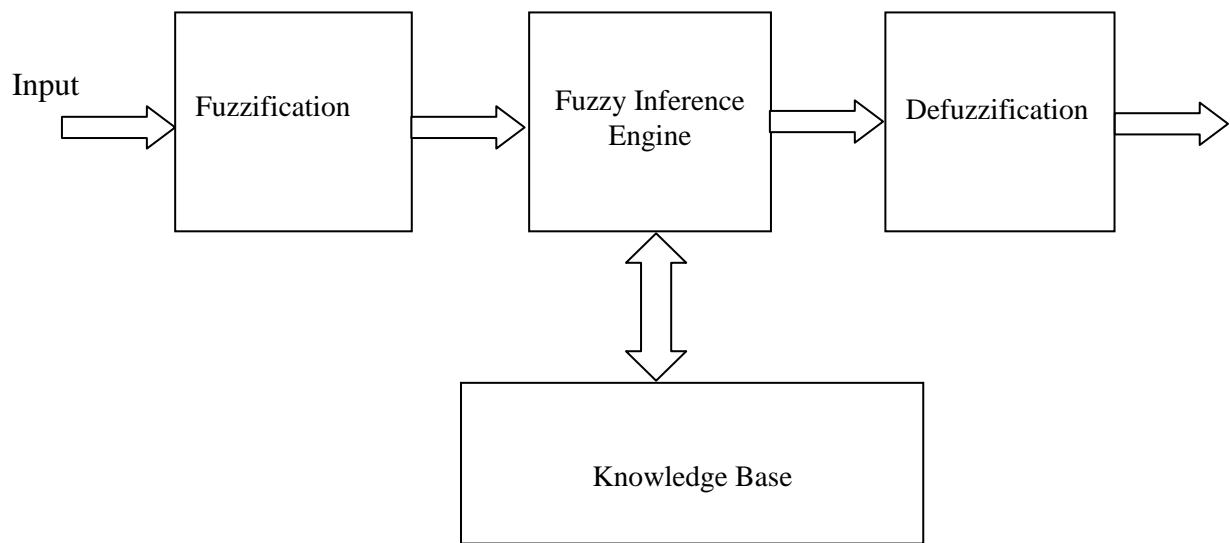 Input
Fuzzification
Fuzzy Inference
Engine
Defuzzification
Knowledge Base